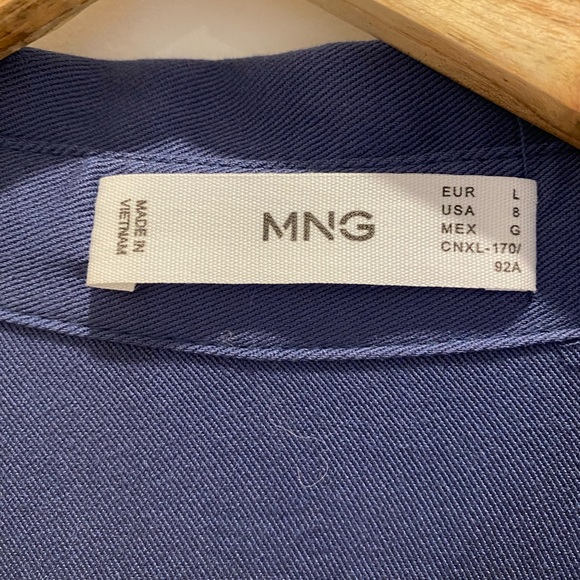 MADE IN
VIETNAM
MNG
EUR L
USA 8
MEX G
CNXL-170/
92A